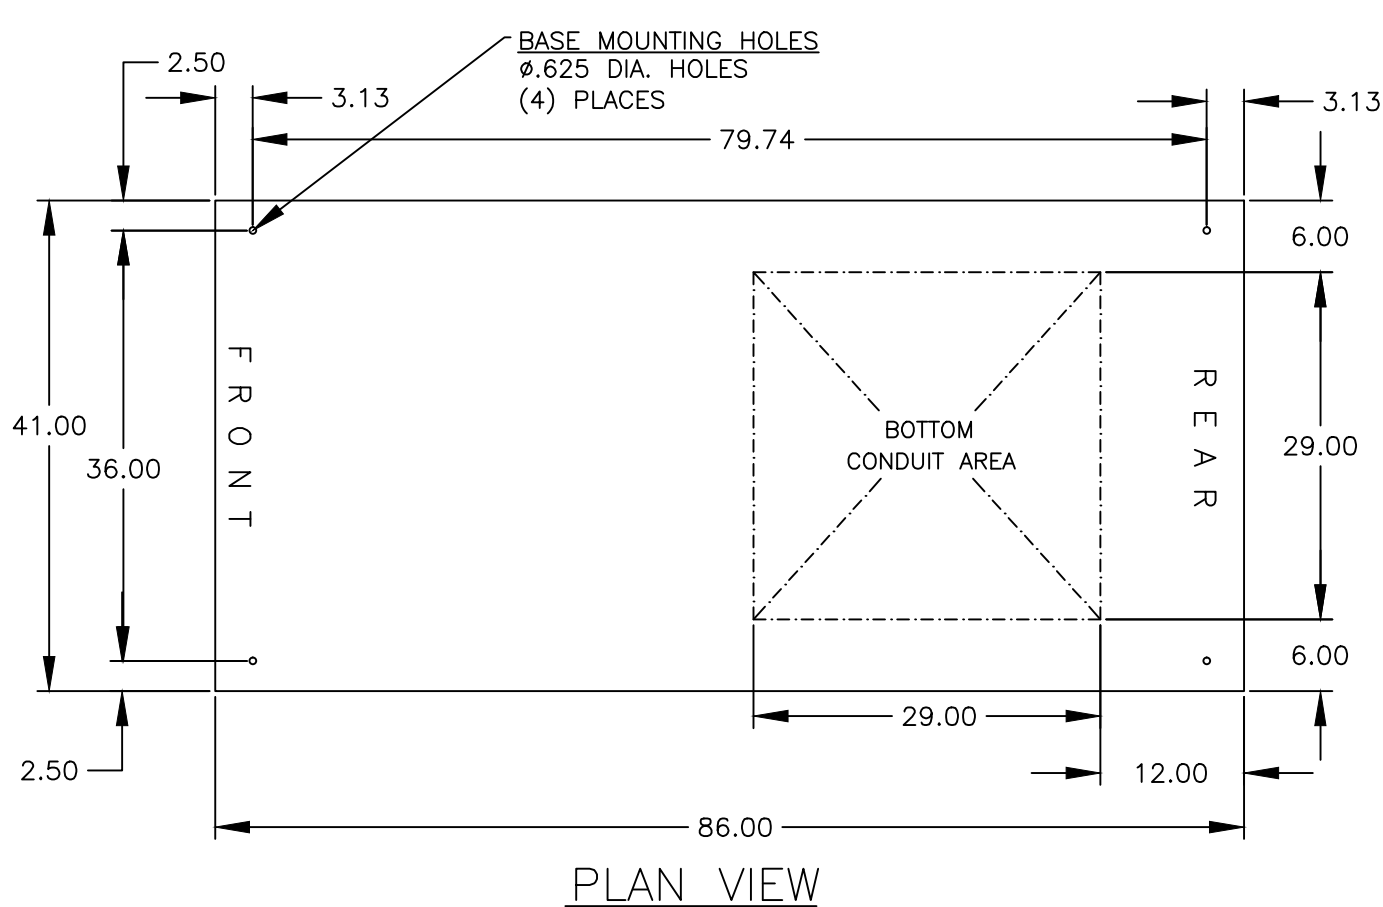 BASE MOUNTING HOLES
ø.625 DIA. HOLES
(4) PLACES
2.50
3.13
3.13
79.74
6.00
41.00
36.00
FRONT
BOTTOM
CONDUIT AREA
REAR
29.00
6.00
2.50
29.00
12.00
86.00
PLAN VIEW